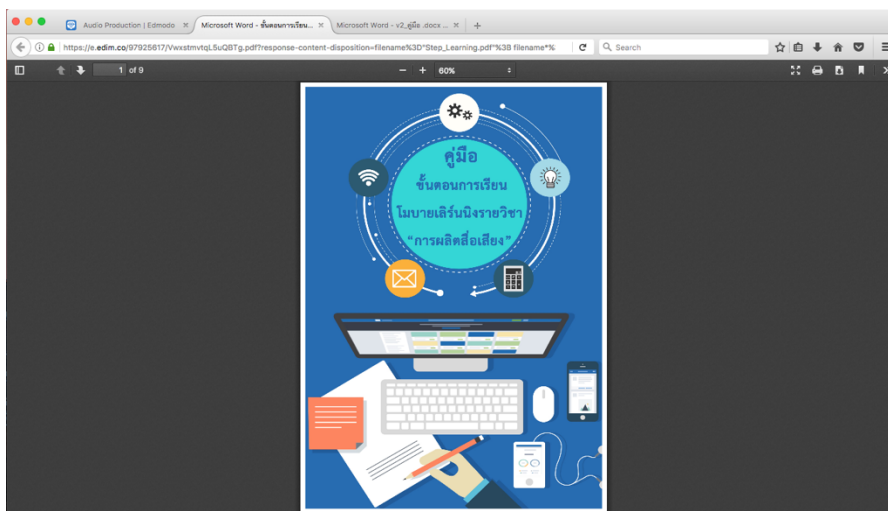 Audio Production | Edmodo
Microsoft Word - ขั้นตอนการเรียน...
Microsoft Word - v2_คู่มือ .docx ...
https://e.edim.co/97925617/VwxstmvtqL5uQBTg.pdf?response-content-disposition=filename%3D"Step_Learning.pdf"%3B filename*%
Search
1 of 9
60%
คู่มือ
ขั้นตอนการเรียน
โมบายเลิร์นนิงรายวิชา
“การผลิตสื่อเสียง”